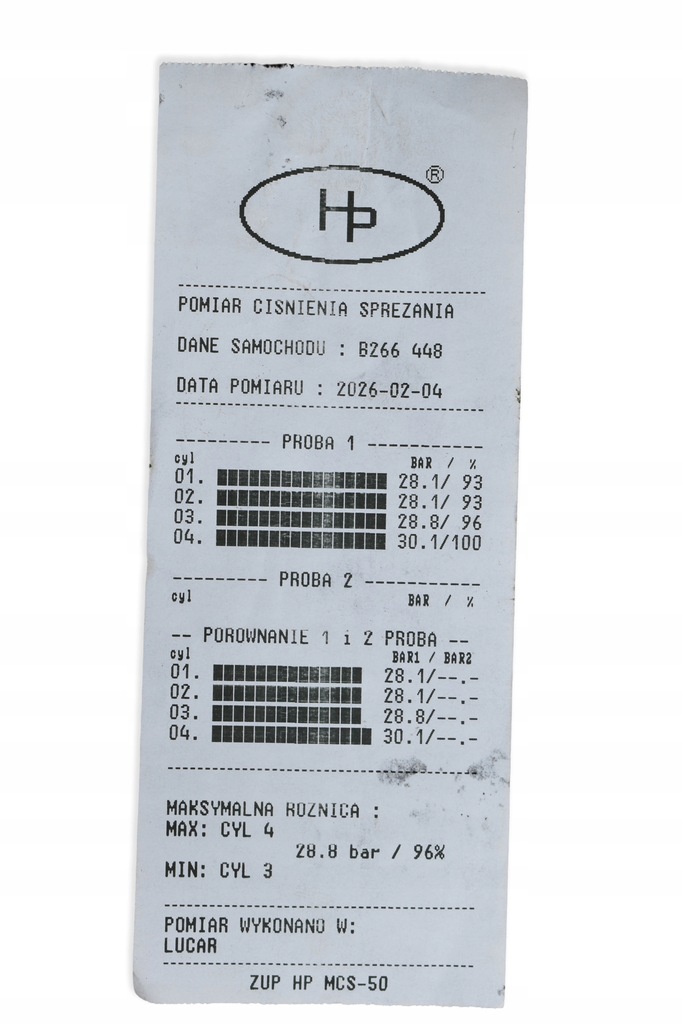 HP ®
POMIAR CISNIENIA SPREZANIA
DANE SAMOCHODU : B266 448
DATA POMIARU : 2026-02-04
--------- PROBA 1 -----------
cyl BAR / %
01. 28.1/ 93
02. 28.1/ 93
03. 28.8/ 96
04. 30.1/100
--------- PROBA 2 -----------
cyl BAR / %
-- POROWNANIE 1 i 2 PROBA --
cyl BAR1 / BAR2
01. 28.1/--.-
02. 28.1/--.-
03. 28.8/--.-
04. 30.1/--.-
MAKSYMALNA ROZNICA :
MAX: CYL 4
28.8 bar / 96%
MIN: CYL 3
POMIAR WYKONANO W:
LUCAR
ZUP HP MCS-50